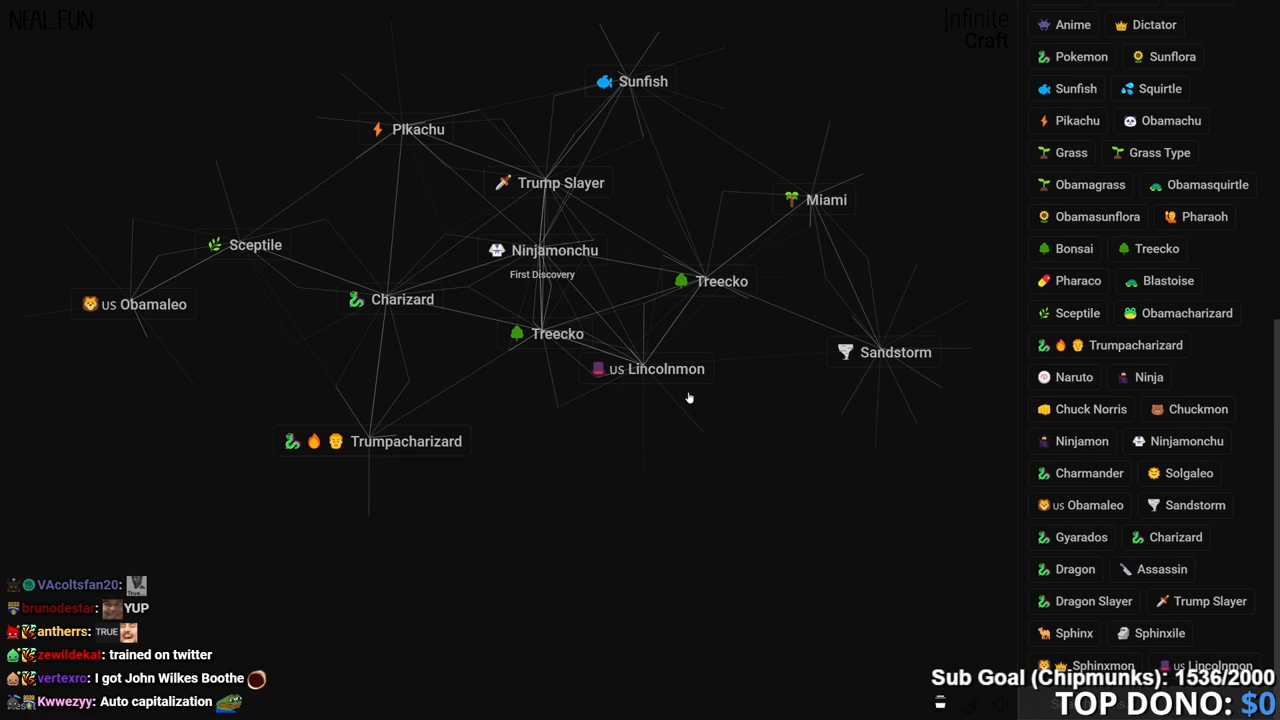 NEAL.FUN
Infinite
Craft
Sunfish
Pikachu
Trump Slayer
Miami
Sceptile
Ninjamonchu
First Discovery
Treecko
US Obamaleo
Charizard
Treecko
US Lincolnmon
Sandstorm
Trumpacharizard
Anime Dictator
Pokemon Sunflora
Sunfish Squirtle
Pikachu Obamachu
Grass Grass Type
Obamagrass Obamasquirtle
Obamasunflora Pharaoh
Bonsai Treecko
Pharaco Blastoise
Sceptile Obamacharizard
Trumpacharizard
Naruto Ninja
Chuck Norris Chuckmon
Ninjamon Ninjamonchu
Charmander Solgaleo
US Obamaleo Sandstorm
Gyarados Charizard
Dragon Assassin
Dragon Slayer Trump Slayer
Sphinx Sphinxile
Sphinxmon US Lincolnmon
VAcoltsfan20: True...
brunodestar: YUP
antherrs: TRUE
zewildekat: trained on twitter
vertexro: I got John Wilkes Boothe
Kwwezyy: Auto capitalization
Sub Goal (Chipmunks): 1536/2000
TOP DONO: $0